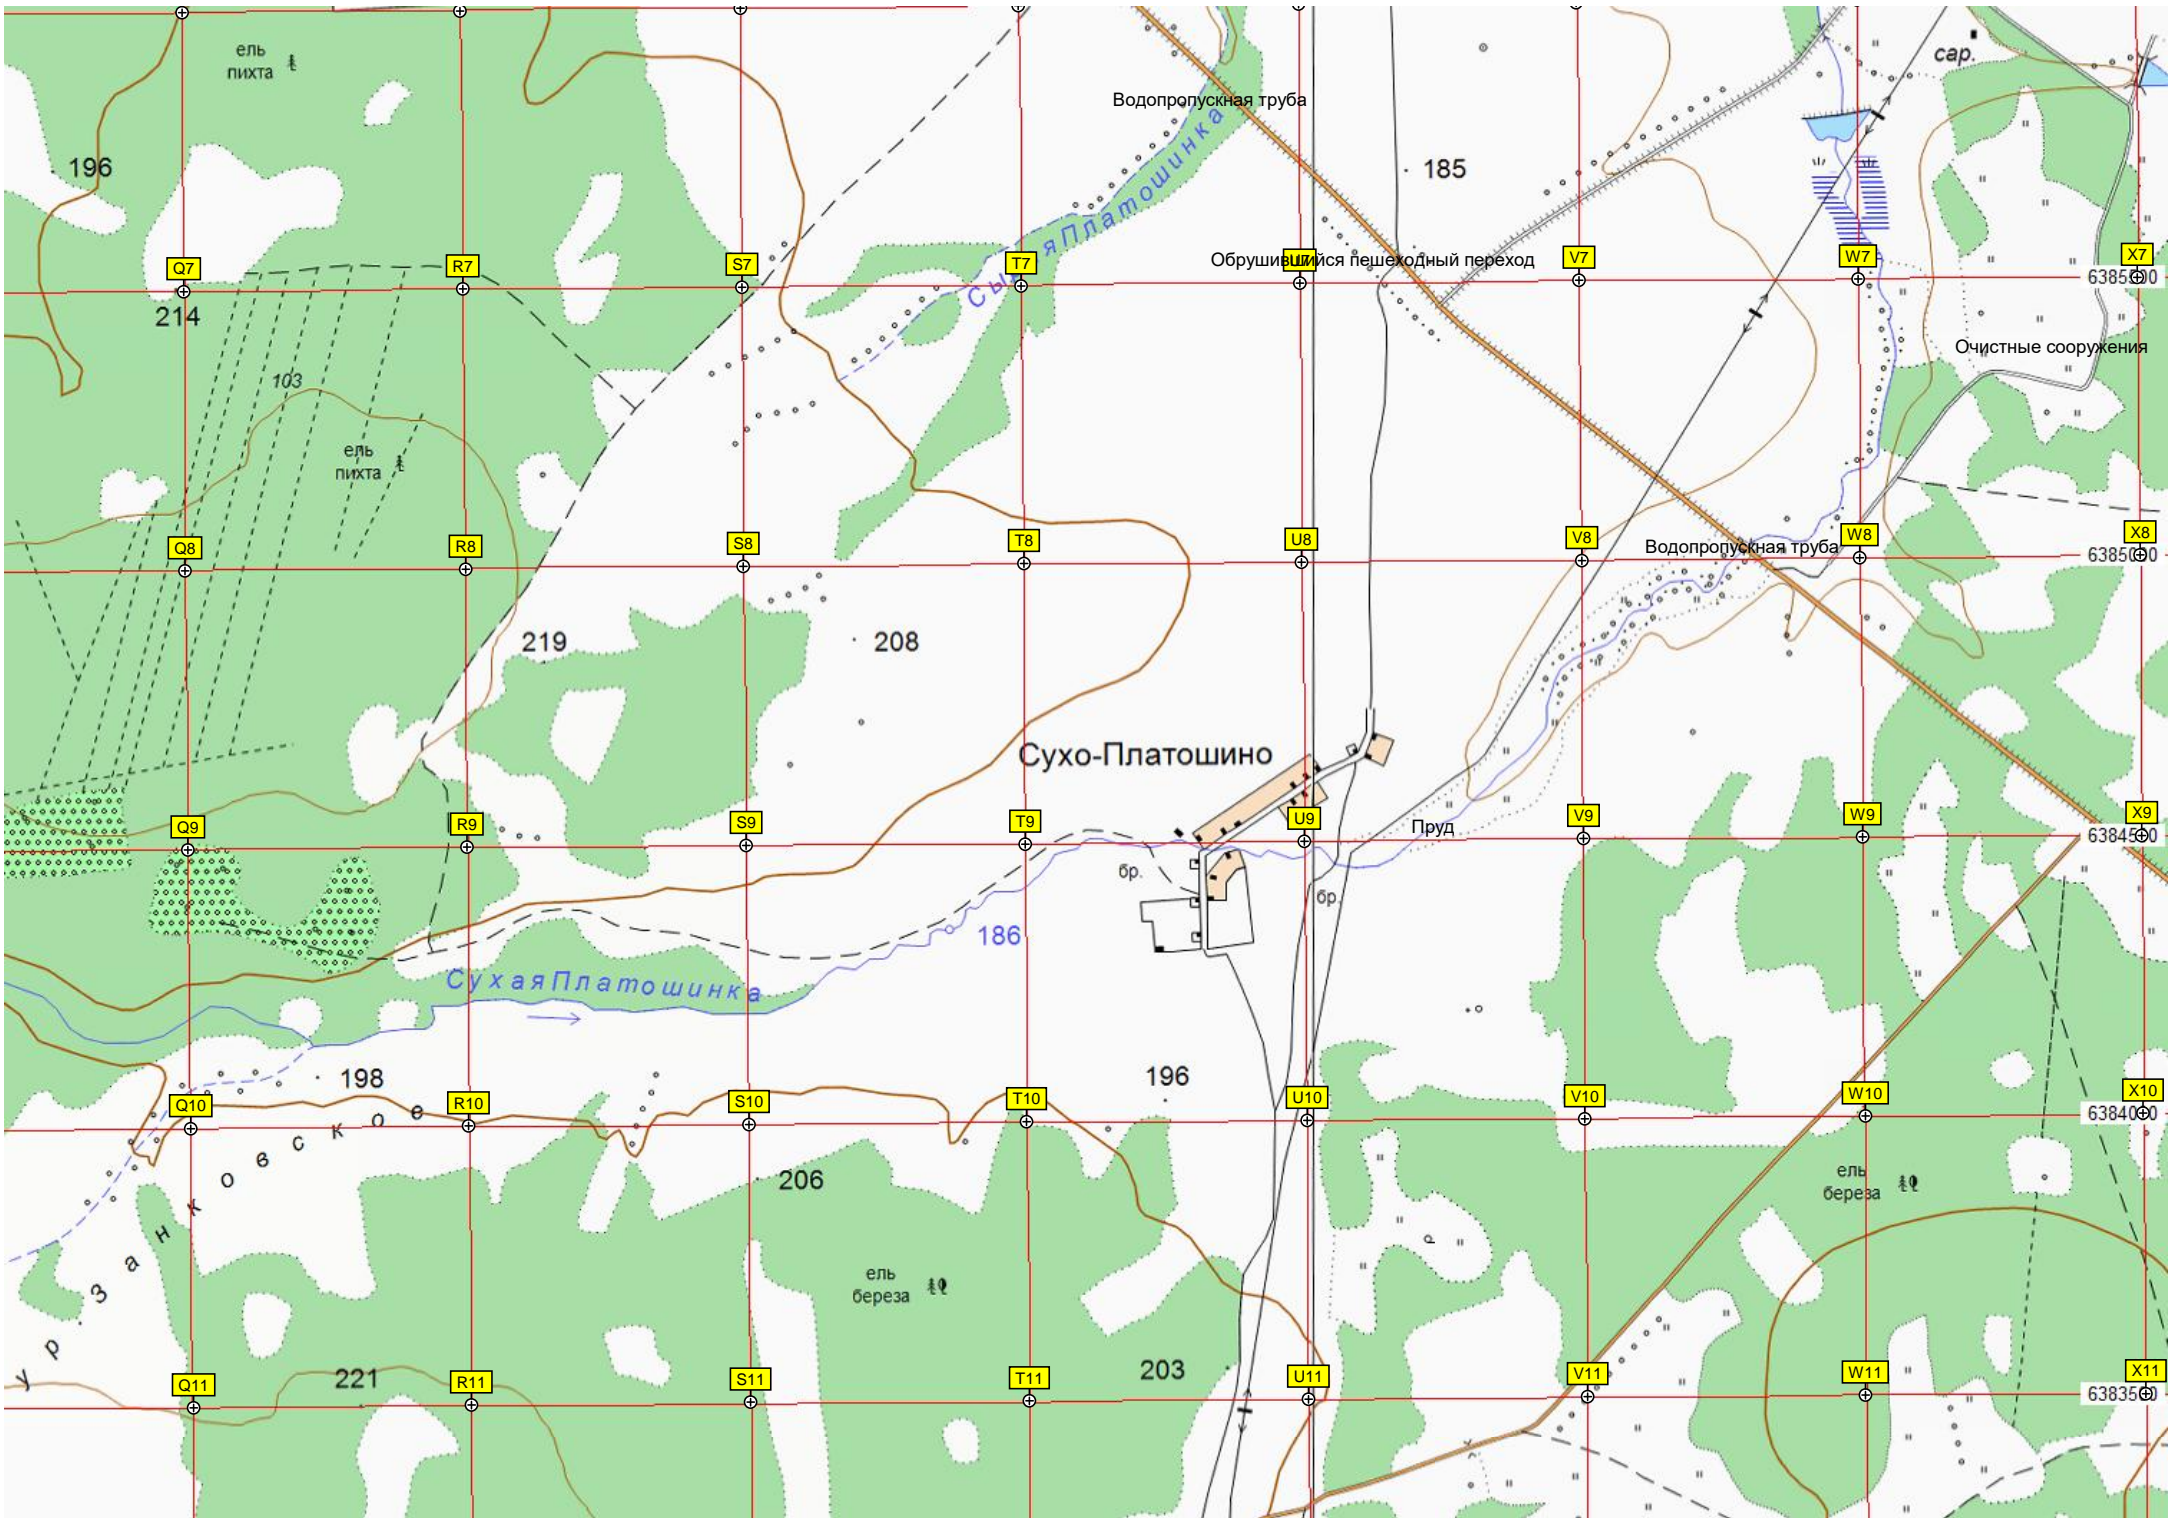 ель
пихта
сар.
Водопропускная труба
196
185
Сухая Платошинка
Q7
R7
S7
T7
U7
V7
W7
X7
Обрушившийся пешеходный переход
6385500
214
Очистные сооружения
103
ель
пихта
Q8
R8
S8
T8
U8
V8
W8
X8
Водопропускная труба
6385000
219
208
Сухо-Платошино
Q9
R9
S9
T9
U9
V9
W9
X9
Пруд
6384500
бр.
бр.
186
Сухая Платошинка
198
196
Q10
R10
S10
T10
U10
V10
W10
X10
6384000
ур. Занковское
206
ель
береза
р
ель
береза
221
203
Q11
R11
S11
T11
U11
V11
W11
X11
6383500